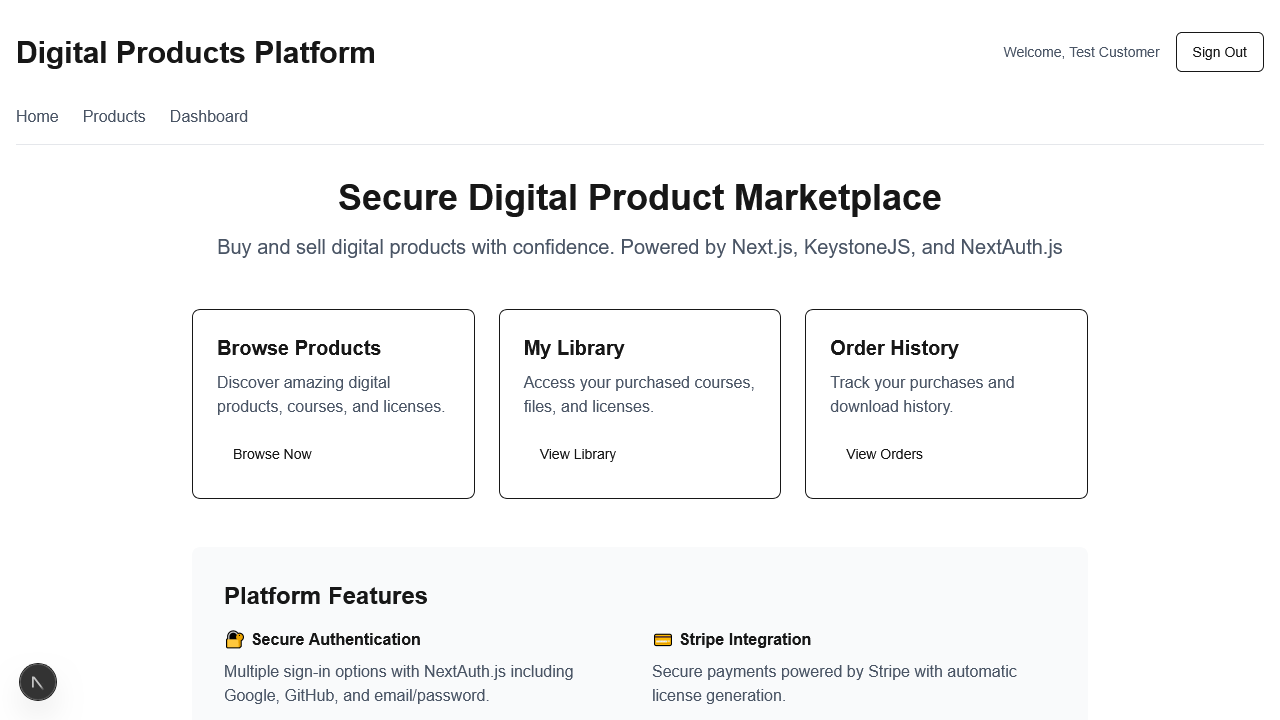 Digital Products Platform
Welcome, Test Customer
Sign Out
Home
Products
Dashboard
Secure Digital Product Marketplace
Buy and sell digital products with confidence. Powered by Next.js, KeystoneJS, and NextAuth.js
Browse Products
Discover amazing digital
products, courses, and licenses.
Browse Now
My Library
Access your purchased courses,
files, and licenses.
View Library
Order History
Track your purchases and
download history.
View Orders
Platform Features
Secure Authentication
Multiple sign-in options with NextAuth.js including
Google, GitHub, and email/password.
Stripe Integration
Secure payments powered by Stripe with automatic
license generation.